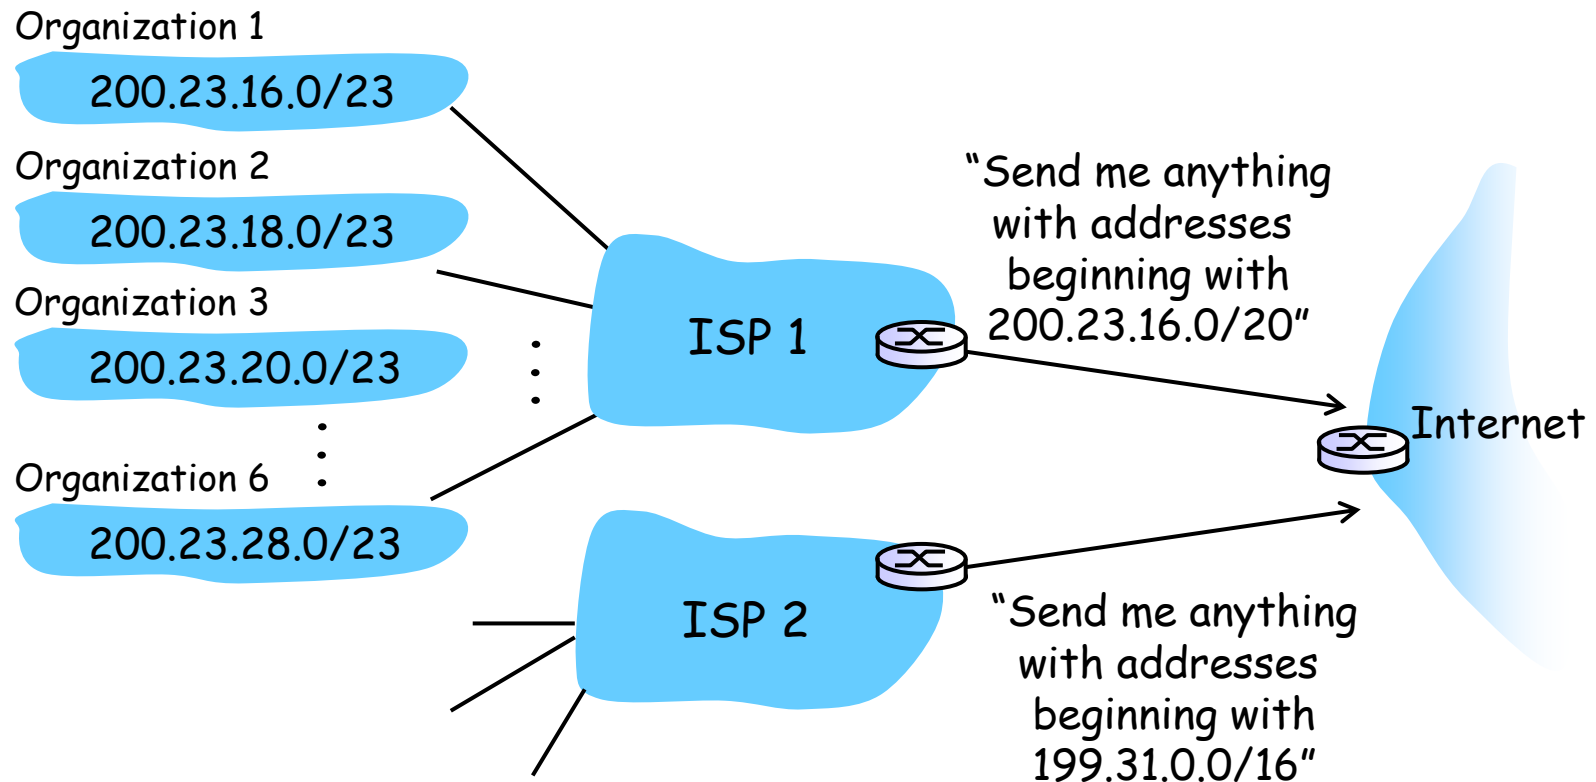 Organization 1
200.23.16.0/23
Organization 2
200.23.18.0/23
Organization 3
200.23.20.0/23
Organization 6
200.23.28.0/23
ISP 1
“Send me anything
with addresses
beginning with
200.23.16.0/20”
Internet
ISP 2
“Send me anything
with addresses
beginning with
199.31.0.0/16”